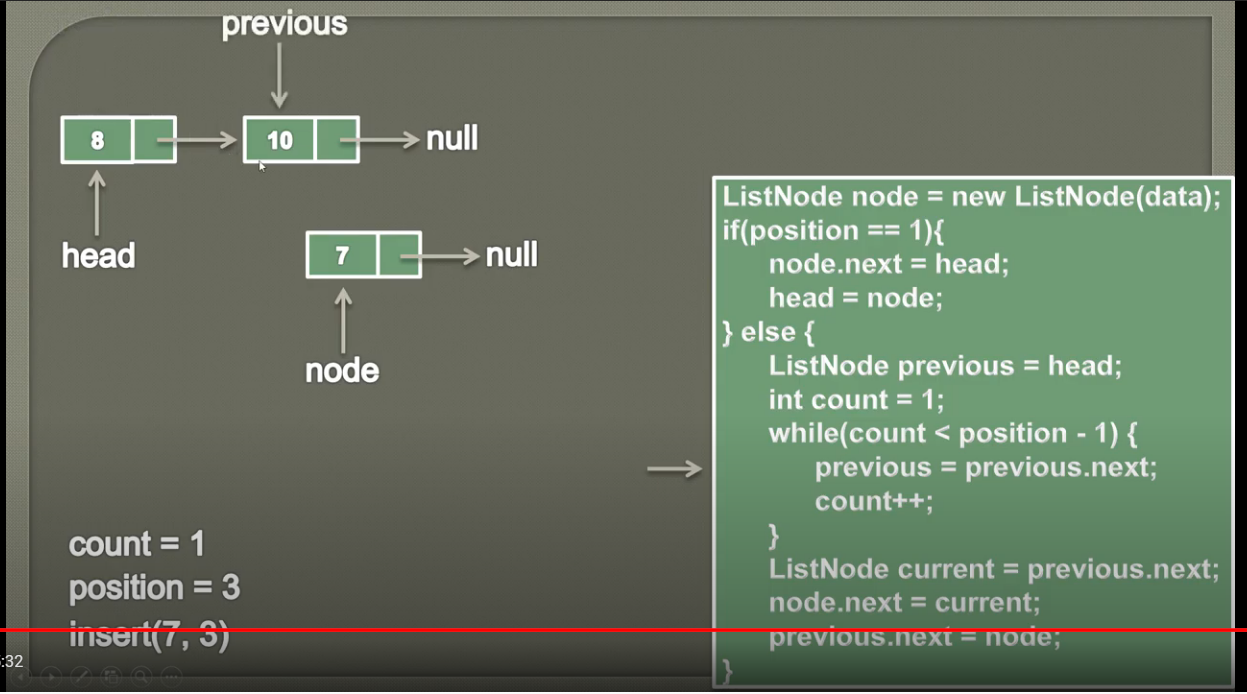 previous
8
10
null
head
7
null
node
count = 1
position = 3
insert(7, 3)
ListNode node = new ListNode(data);
if(position == 1){
node.next = head;
head = node;
} else {
ListNode previous = head;
int count = 1;
while(count < position - 1) {
previous = previous.next;
count++;
}
ListNode current = previous.next;
node.next = current;
previous.next = node;
}
:32